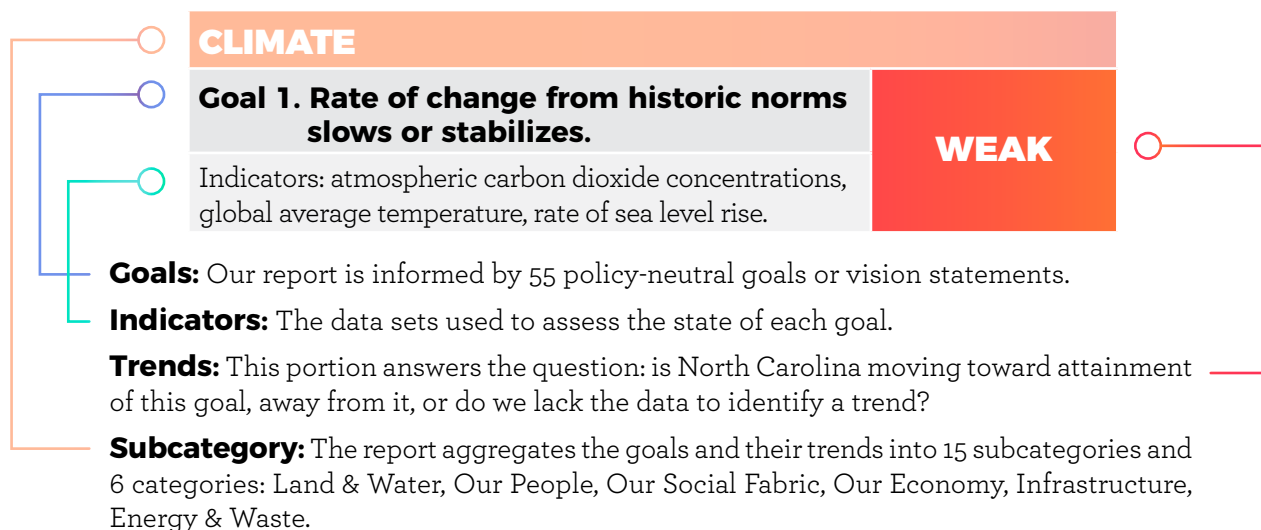 CLIMATE
Goal 1. Rate of change from historic norms
slows or stabilizes.
WEAK
Indicators: atmospheric carbon dioxide concentrations,
global average temperature, rate of sea level rise.
Goals: Our report is informed by 55 policy-neutral goals or vision statements.
Indicators: The data sets used to assess the state of each goal.
Trends: This portion answers the question: is North Carolina moving toward attainment
of this goal, away from it, or do we lack the data to identify a trend?
Subcategory: The report aggregates the goals and their trends into 15 subcategories and
6 categories: Land & Water, Our People, Our Social Fabric, Our Economy, Infrastructure,
Energy & Waste.